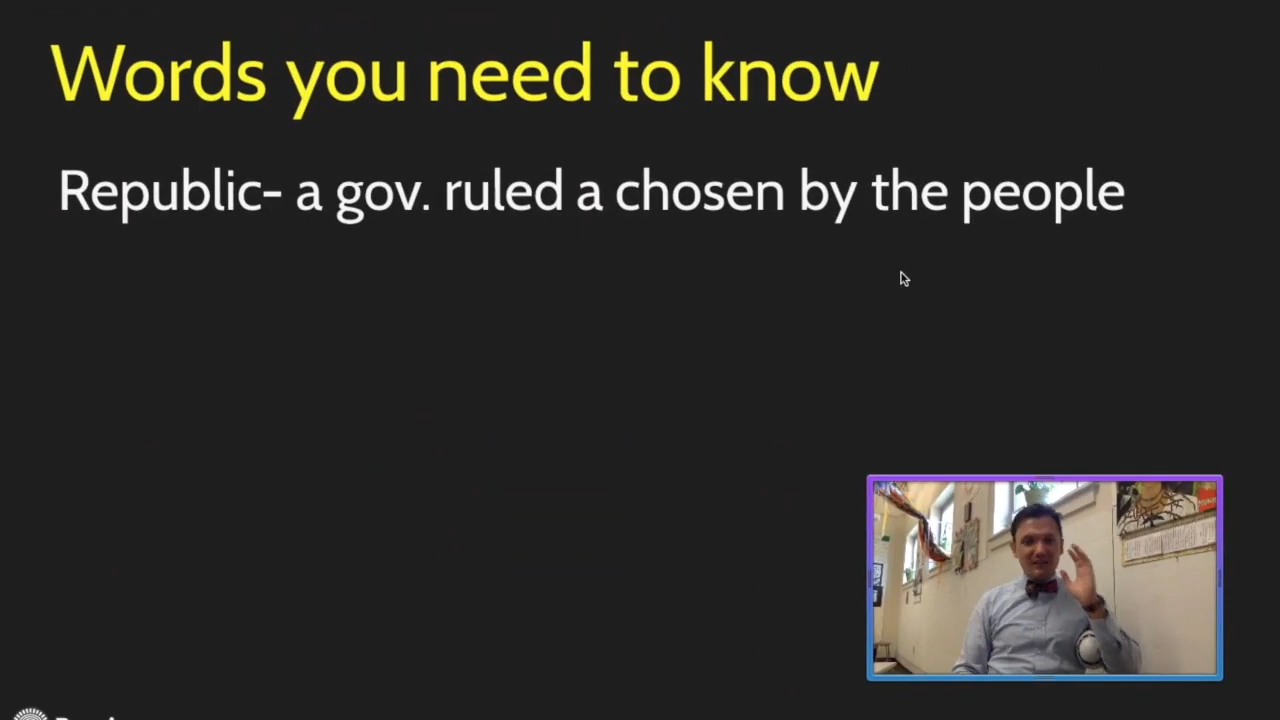 Words you need to know
Republic- a gov. ruled a chosen by the people